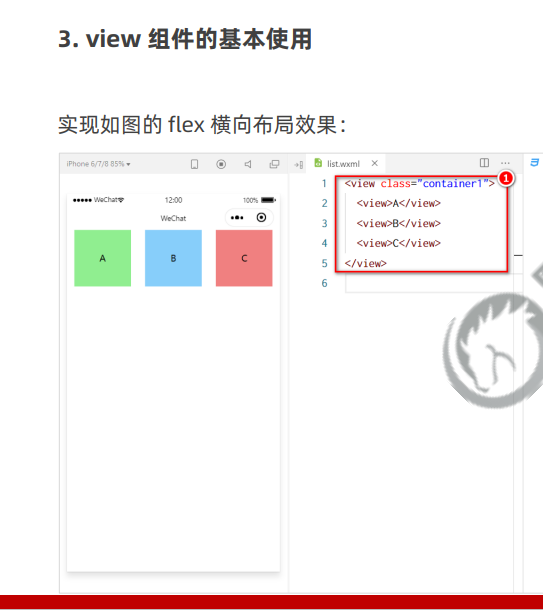 3. view 组件的基本使用
实现如图的 flex 横向布局效果：
iPhone 6/7/8 85%
list.wxml
WeChat
12:00
100%
WeChat
A
B
C
1
1 <view class="container1">
2 <view>A</view>
3 <view>B</view>
4 <view>C</view>
5 </view>
6